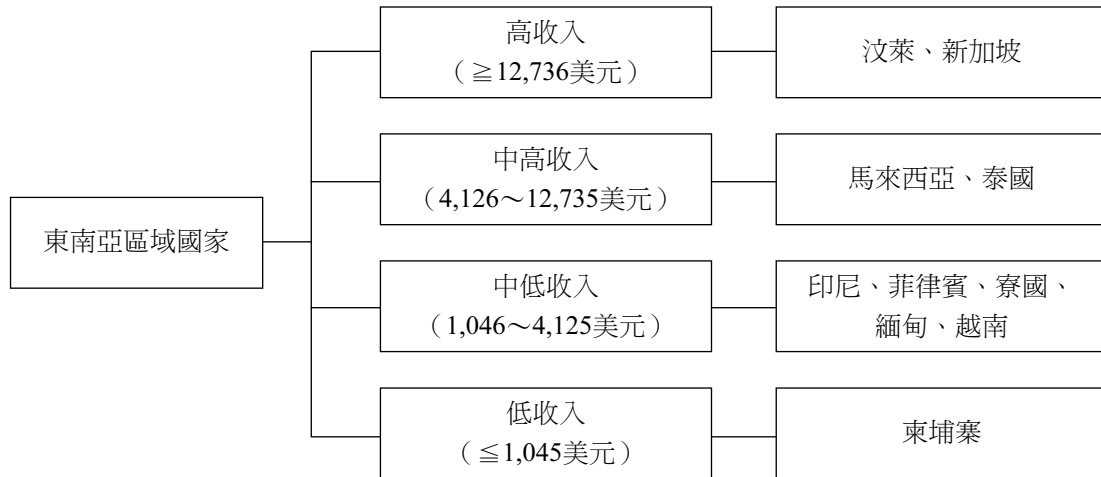 東南亞區域國家
高收入
（≧12,736美元）
汶萊、新加坡
中高收入
（4,126～12,735美元）
馬來西亞、泰國
中低收入
（1,046～4,125美元）
印尼、菲律賓、寮國、
緬甸、越南
低收入
（≦1,045美元）
柬埔寨